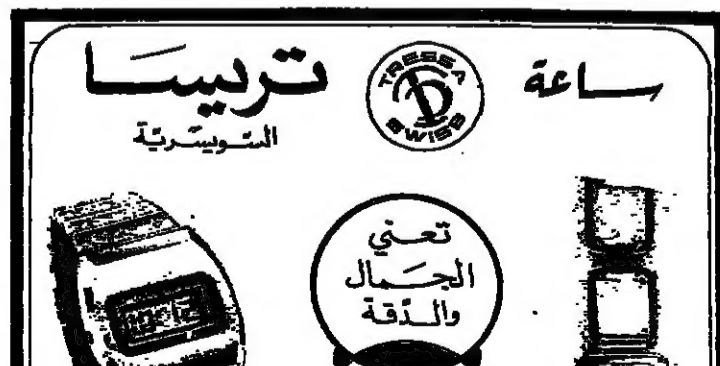 ساعة
TRESSA
SWISS
تريسا
السويسرية
تعني
الجمال
والدقة